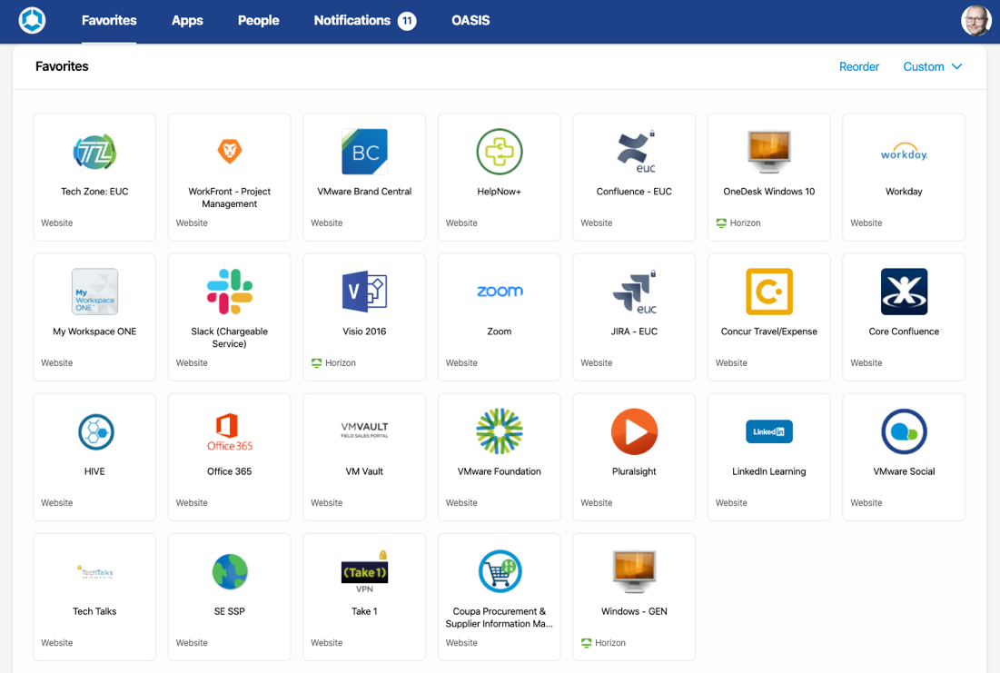 Favorites
Apps
People
Notifications 11
OASIS
Favorites
Reorder
Custom
Tech Zone: EUC
Website
WorkFront - Project
Management
Website
BC
VMware Brand Central
Website
HelpNow+
Website
euc
Confluence - EUC
Website
OneDesk Windows 10
Horizon
workday.
Workday
Website
My
Workspace
ONE™
My Workspace ONE
Website
Slack (Chargeable
Service)
Website
V
Visio 2016
Horizon
zoom
Zoom
Website
euc
JIRA - EUC
Website
C
Concur Travel/Expense
Website
Core Confluence
Website
HIVE
Website
Office 365
Office 365
Website
VMVAULT
FIELD SALES PORTAL
VM Vault
Website
VMware Foundation
Website
Pluralsight
Website
Linked in
LinkedIn Learning
Website
VMware Social
Website
TechTalks
Tech Talks
Website
SE SSP
Website
(Take 1)
VPN
Take 1
Website
Coupa Procurement &
Supplier Information Ma...
Website
Windows - GEN
Horizon